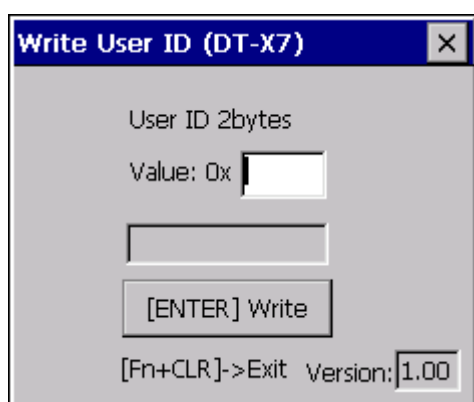 Write User ID (DT-X7)
User ID 2bytes
Value: 0x
[ENTER] Write
[Fn+CLR]->Exit Version: 1.00